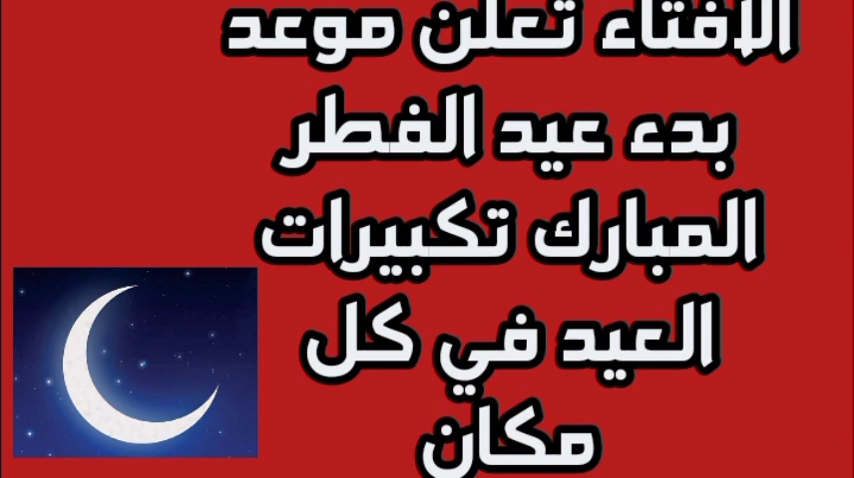 الافتاء تعلن موعد
بدء عيد الفطر
المبارك تكبيرات
العيد في كل
مكان